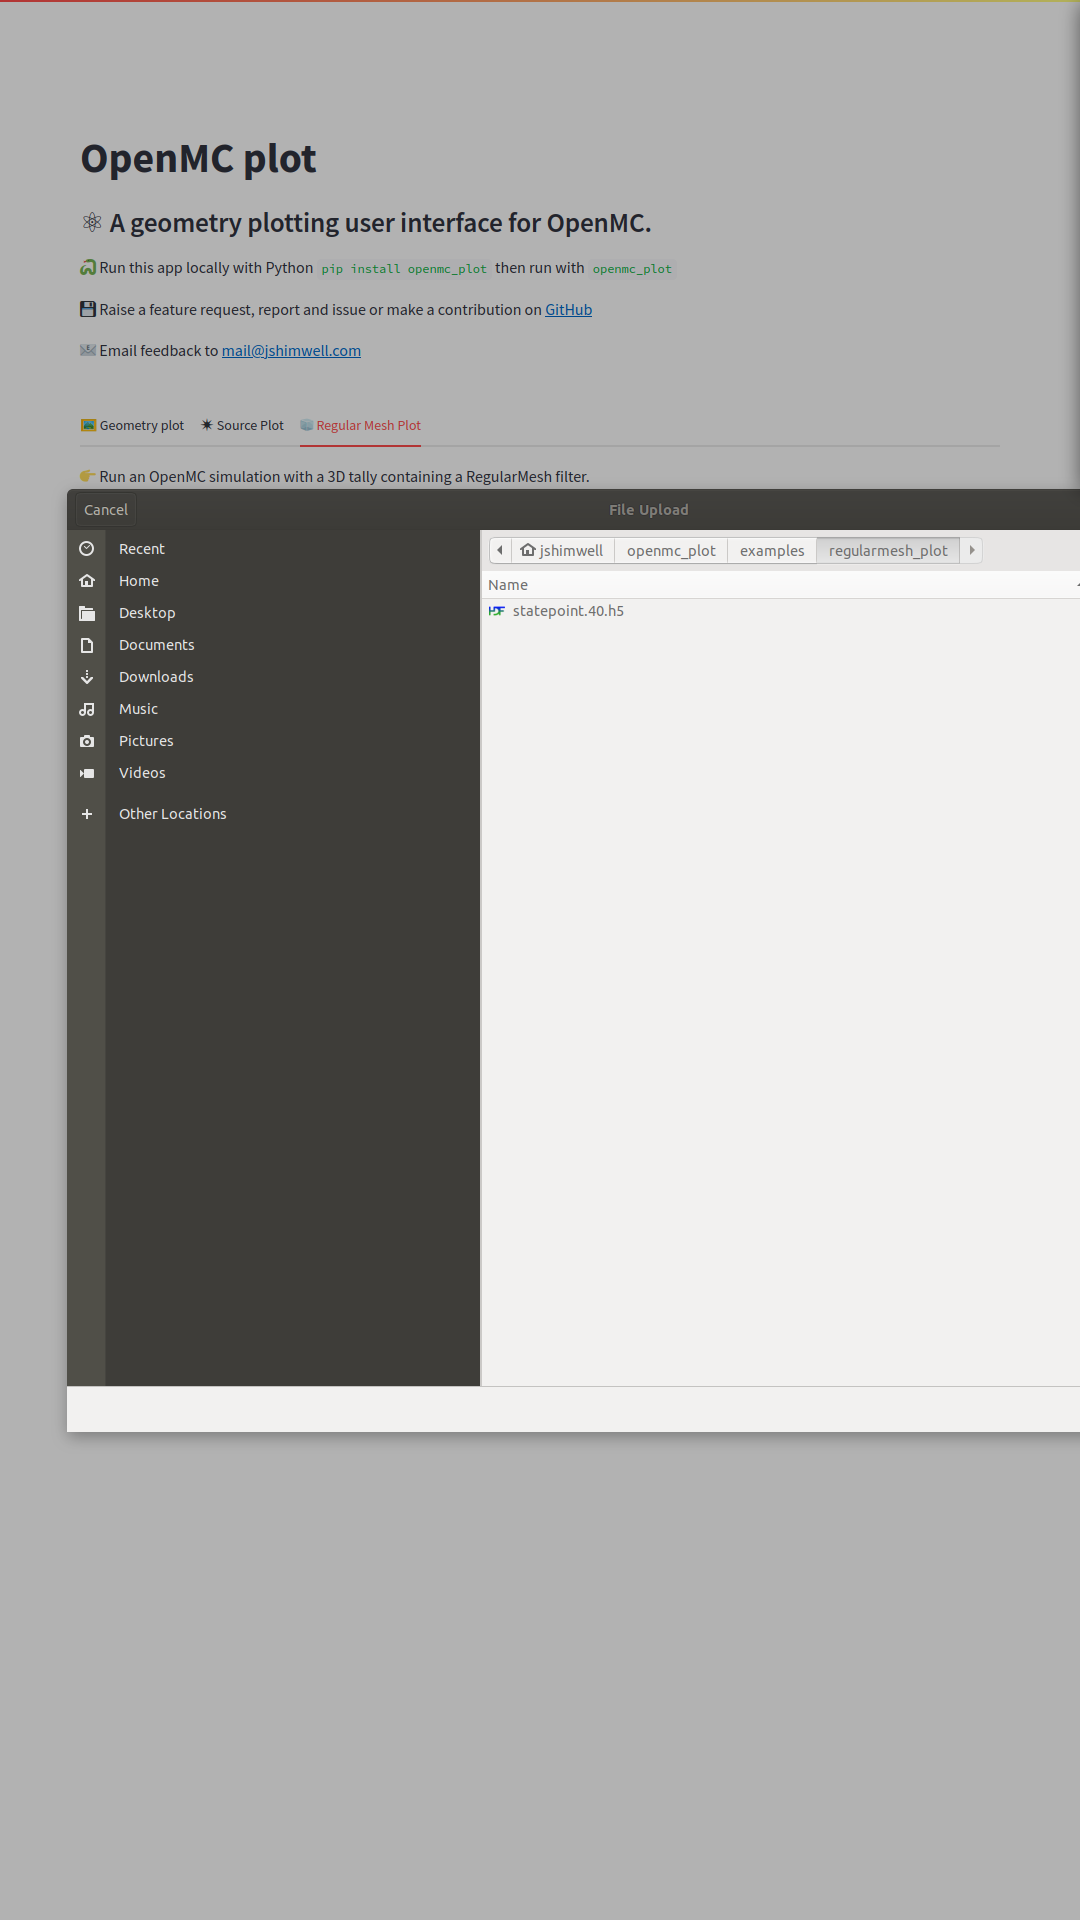 OpenMC plot
⚛ A geometry plotting user interface for OpenMC.
🐍 Run this app locally with Python pip install openmc_plot then run with openmc_plot
💾 Raise a feature request, report and issue or make a contribution on GitHub
📧 Email feedback to mail@jshimwell.com
🖼 Geometry plot ✴ Source Plot 🧊 Regular Mesh Plot
👉 Run an OpenMC simulation with a 3D tally containing a RegularMesh filter.
Cancel File Upload
jshimwell openmc_plot examples regularmesh_plot
Name
statepoint.40.h5
Recent
Home
Desktop
Documents
Downloads
Music
Pictures
Videos
Other Locations